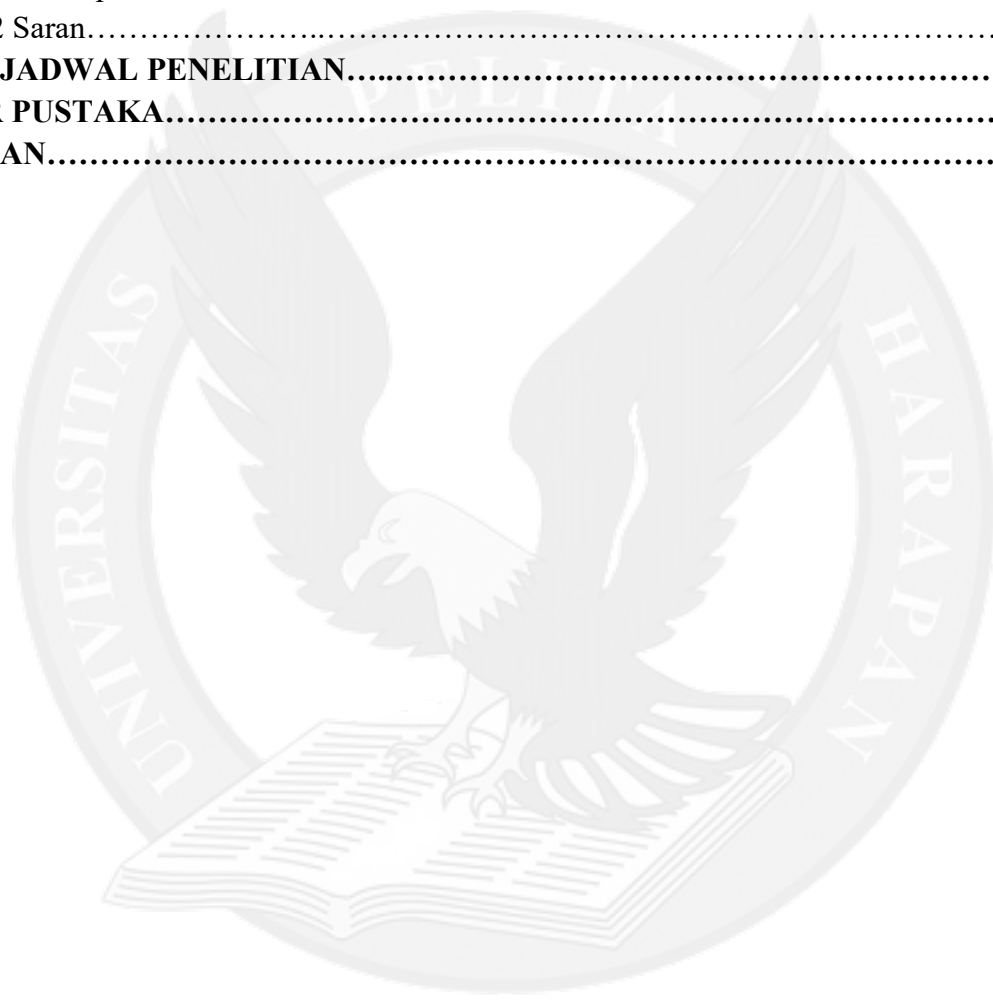 2 Saran…………………..……………………………………………………………
JADWAL PENELITIAN…...…………………………………………………
R PUSTAKA……………………………………………………………………
AN………………………………………………………………………………
UNIVERSITAS PELITA HARAPAN